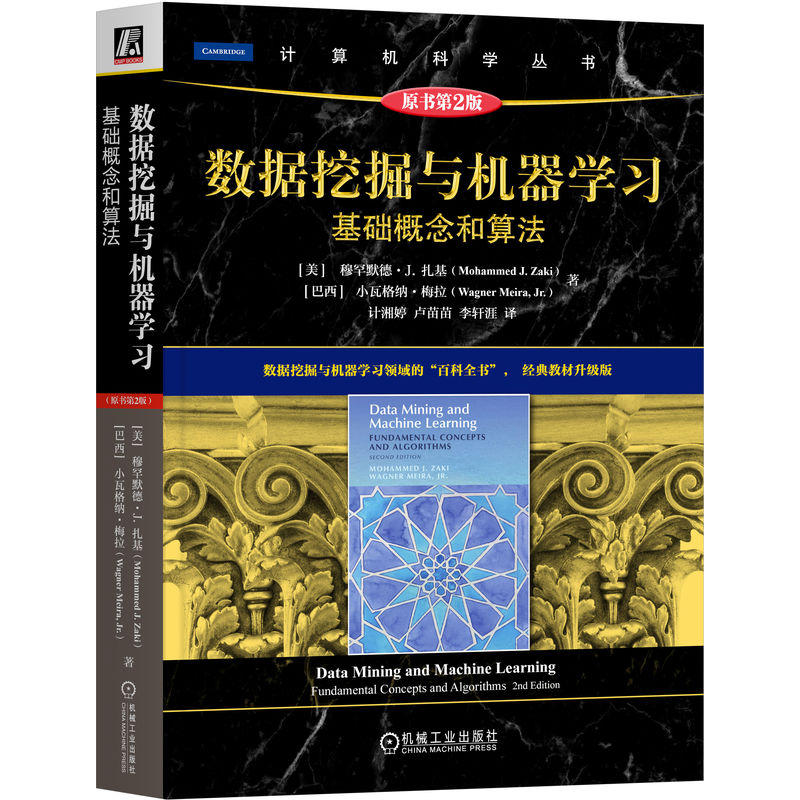 CMP BOOKS
数据挖掘与机器学习
基础概念和算法
(原书第2版)
[美] 穆罕默德·J. 扎基 (Mohammed J. Zaki)
[巴西] 小瓦格纳·梅拉 (Wagner Meira, Jr.)
著
机械工业出版社
CHINA MACHINE PRESS
CAMBRIDGE
计算机科学丛书
原书第2版
数据挖掘与机器学习
基础概念和算法
[美] 穆罕默德·J. 扎基 (Mohammed J. Zaki)
[巴西] 小瓦格纳·梅拉 (Wagner Meira, Jr.)
著
计湘婷 卢苗苗 李轩涯 译
数据挖掘与机器学习领域的“百科全书”，经典教材升级版
Data Mining and
Machine Learning
FUNDAMENTAL CONCEPTS
AND ALGORITHMS
SECOND EDITION
MOHAMMED J. ZAKI
WAGNER MEIRA, JR.
Data Mining and Machine Learning
Fundamental Concepts and Algorithms 2nd Edition
机械工业出版社
CHINA MACHINE PRESS